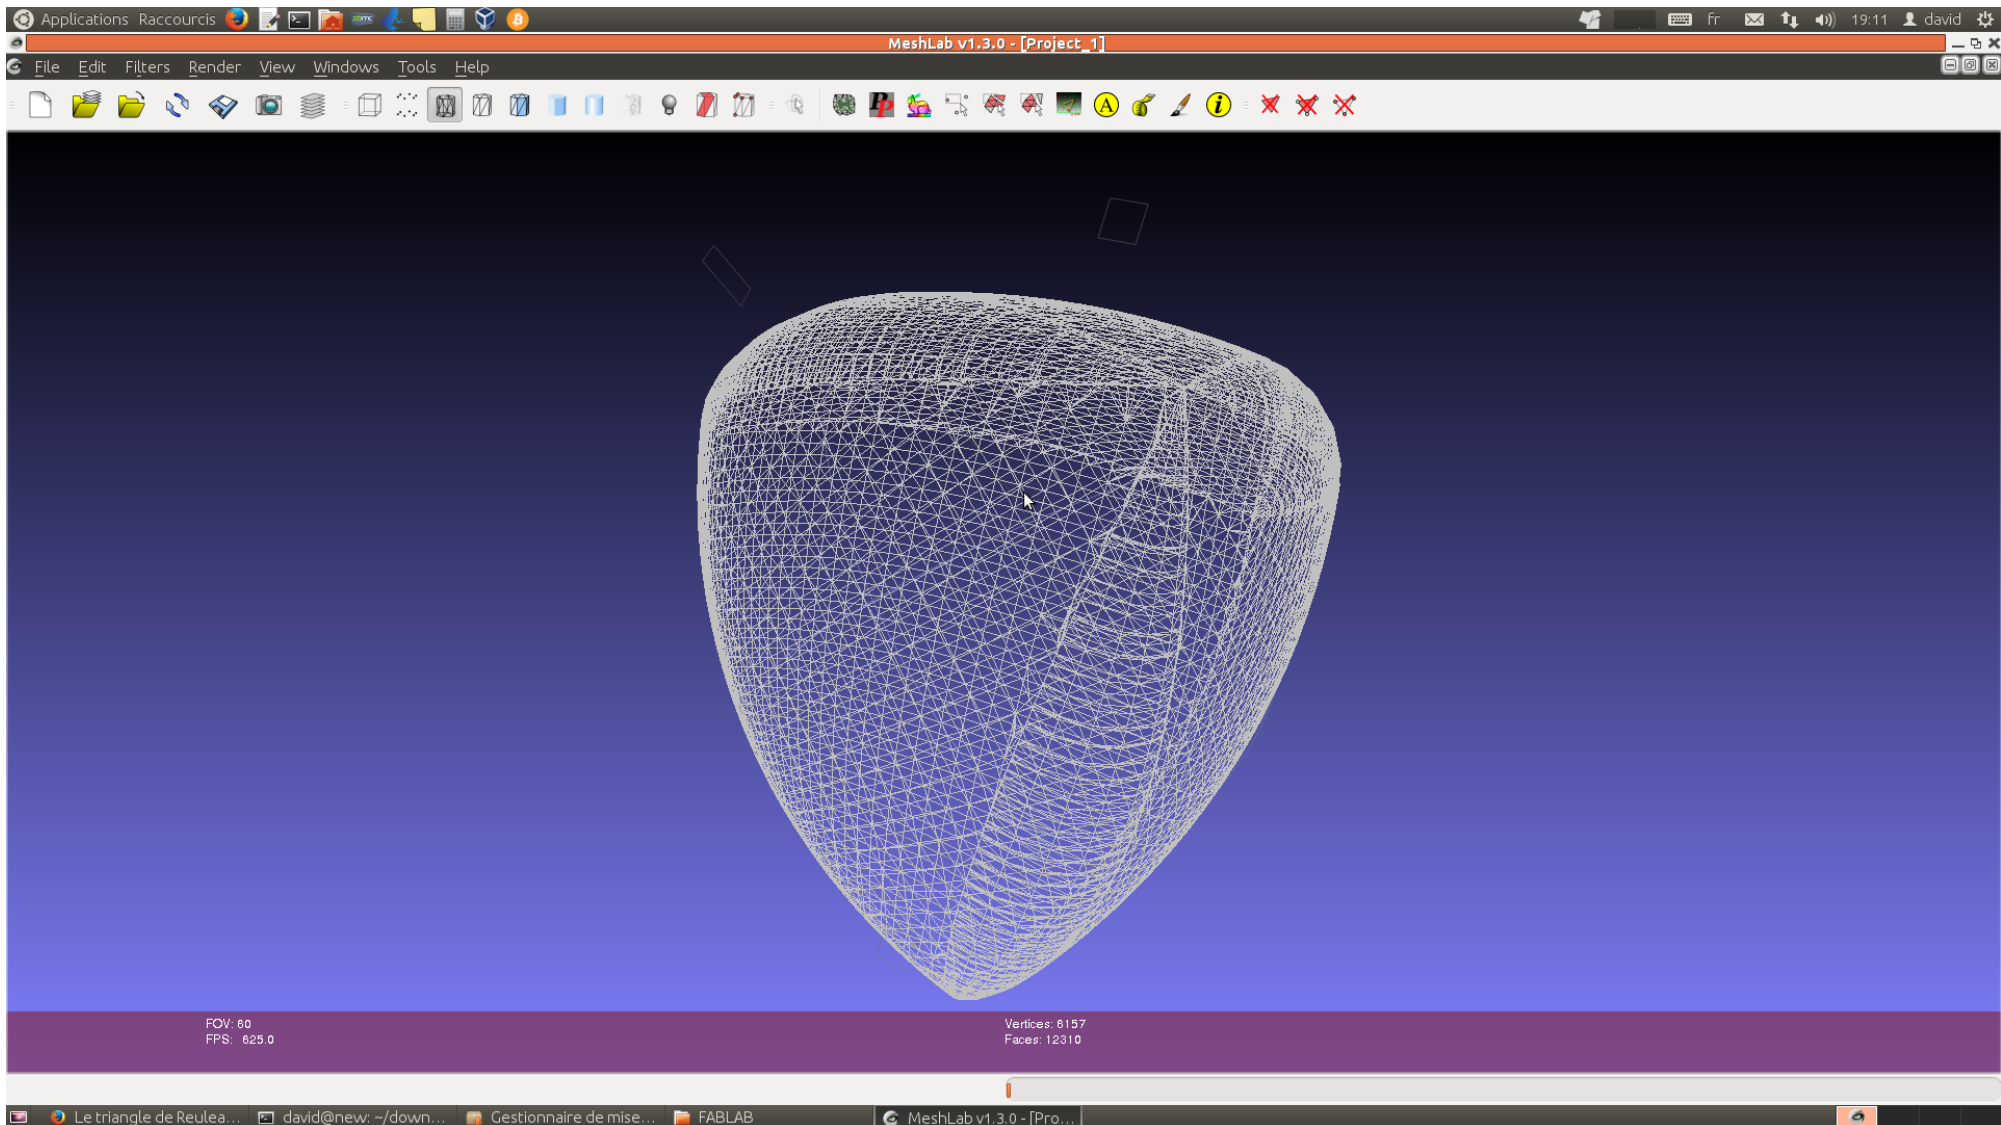 Applications Raccourcis fr 19:11 david
MeshLab v1.3.0 - [Project_1]
File Edit Filters Render View Windows Tools Help
A i
FOV: 60
FPS: 625.0
Vertices: 6157
Faces: 12310
Le triangle de Reulea... david@new: ~/down... Gestionnaire de mise... FABLAB MeshLab v1.3.0 - [Pro...